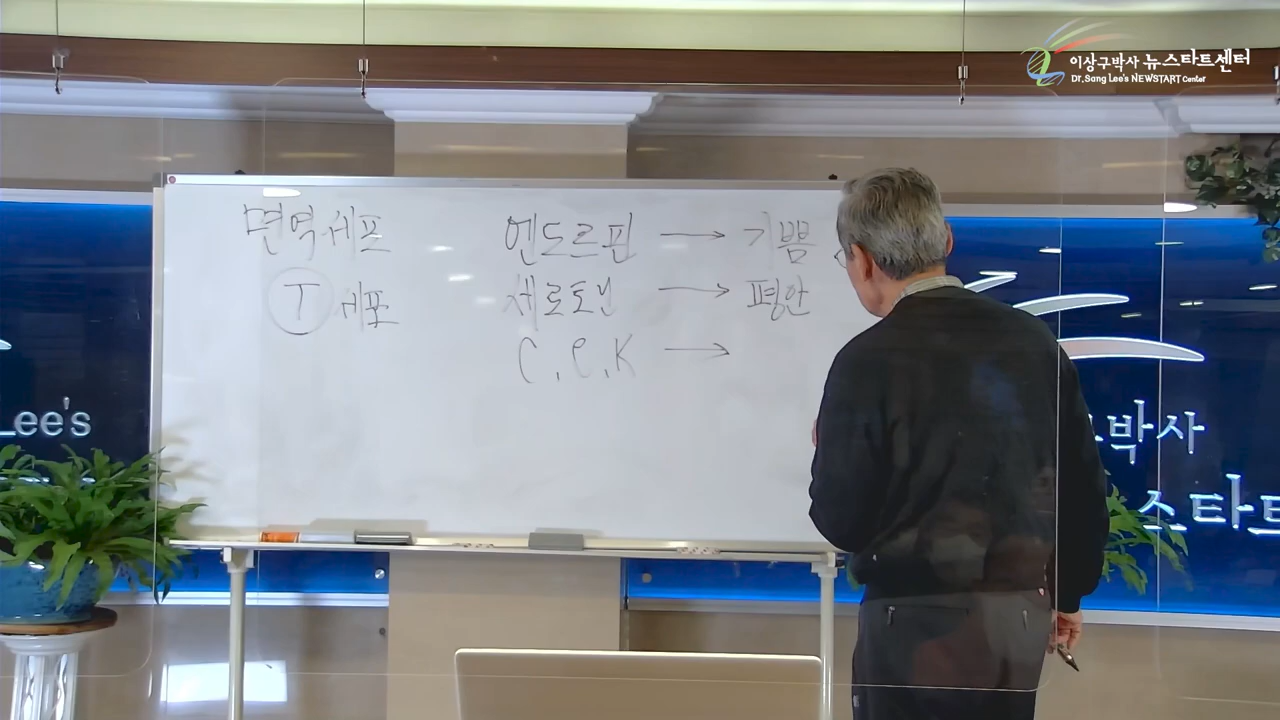 이상구박사 뉴스타트센터
Dr. Sang Lee's NEWSTART Center
면역세포
T 세포
엔도르핀 → 기쁨
세로토닌 → 평안
C, C, K →
Lee's
박사
스타트